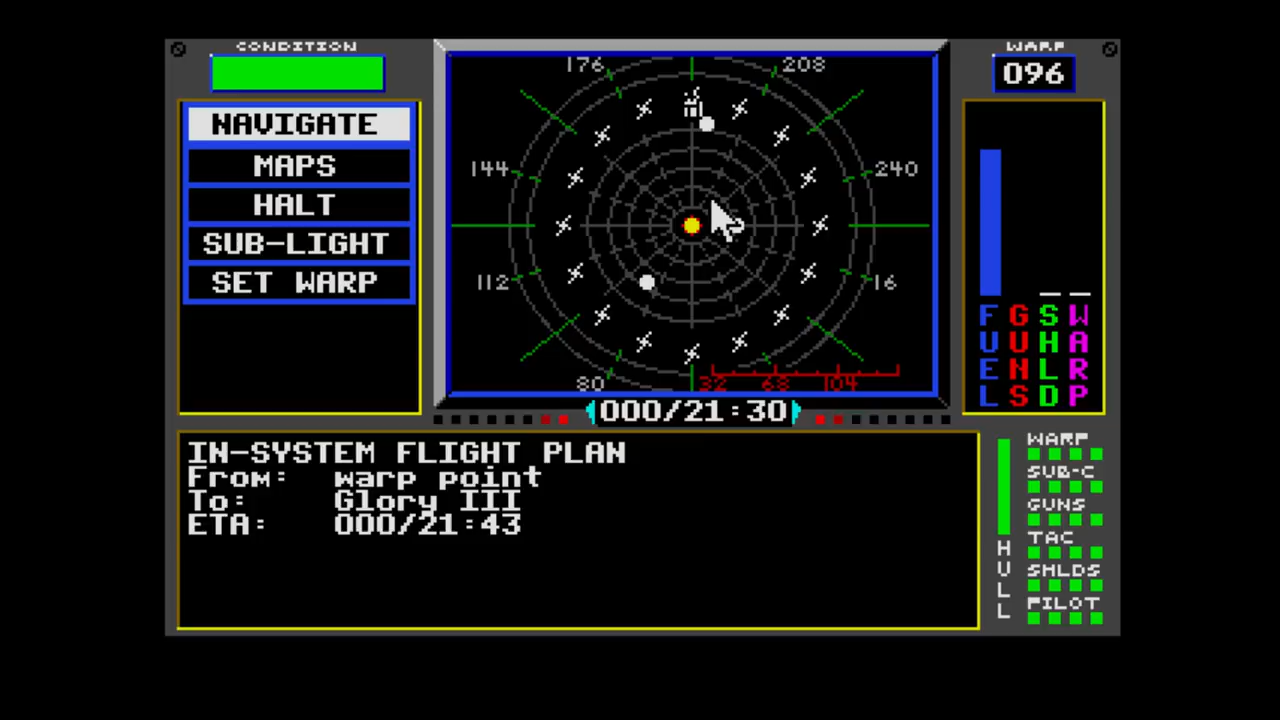 CONDITION
WARP
096
NAVIGATE
MAPS
HALT
SUB-LIGHT
SET WARP
176
208
144
240
112
16
80
32 68 104
000/21:30
FUEL
GUNS
SHLD
WARP
IN-SYSTEM FLIGHT PLAN
From: warp point
To: Glory III
ETA: 000/21:43
HULL
WARP
SUB-C
GUNS
TAC
SHLDS
PILOT